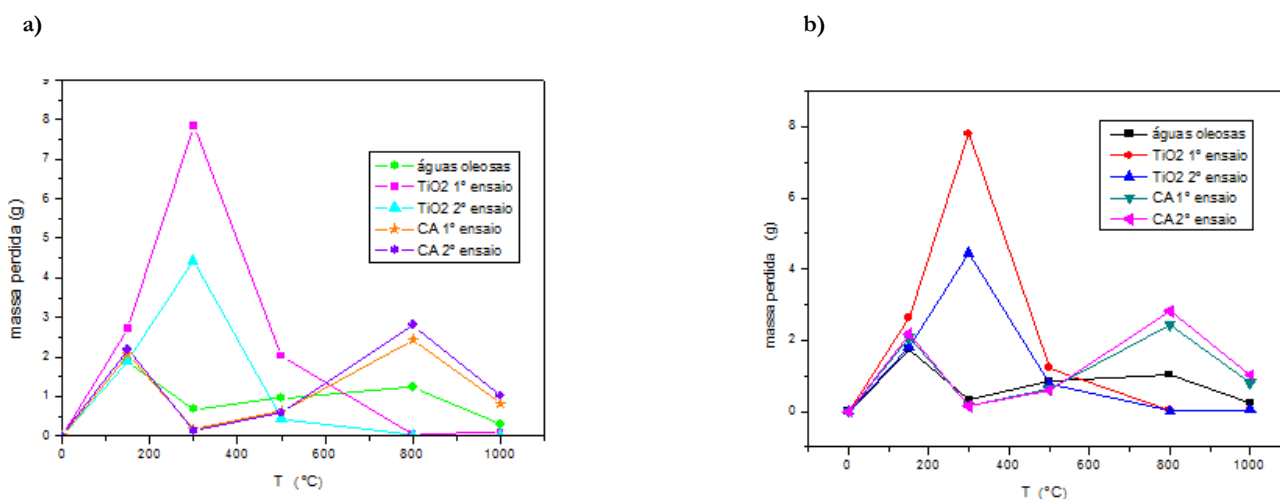 a)
massa perdida (g)
9
8
7
6
5
4
3
2
1
0
0 200 400 600 800 1000
T (ºC)
águas oleosas
TiO2 1º ensaio
TiO2 2º ensaio
CA 1º ensaio
CA 2º ensaio
b)
massa perdida (g)
8
6
4
2
0
0 200 400 600 800 1000
T (ºC)
águas oleosas
TiO2 1º ensaio
TiO2 2º ensaio
CA 1º ensaio
CA 2º ensaio